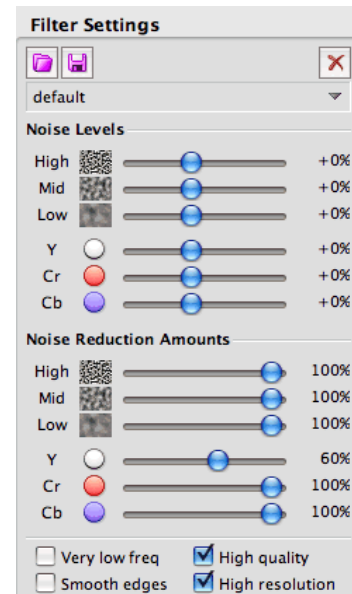 Filter Settings
default
Noise Levels
High +0%
Mid +0%
Low +0%
Y +0%
Cr +0%
Cb +0%
Noise Reduction Amounts
High 100%
Mid 100%
Low 100%
Y 60%
Cr 100%
Cb 100%
Very low freq High quality
Smooth edges High resolution